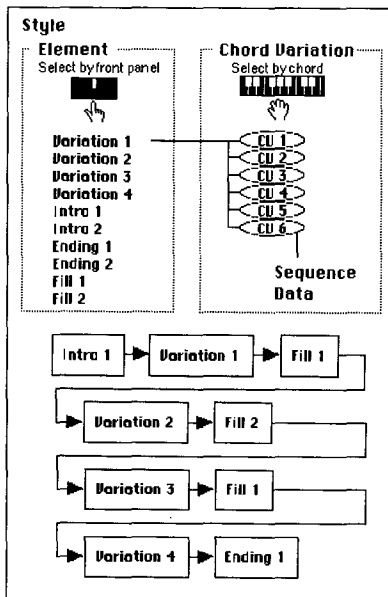 Style
Element
Select by front panel
Variation 1
Variation 2
Variation 3
Variation 4
Intro 1
Intro 2
Ending 1
Ending 2
Fill 1
Fill 2
Chord Variation
Select by chord
CV 1
CV 2
CV 3
CV 4
CV 5
CV 6
Sequence
Data
Intro 1 Variation 1 Fill 1
Variation 2 Fill 2
Variation 3 Fill 1
Variation 4 Ending 1